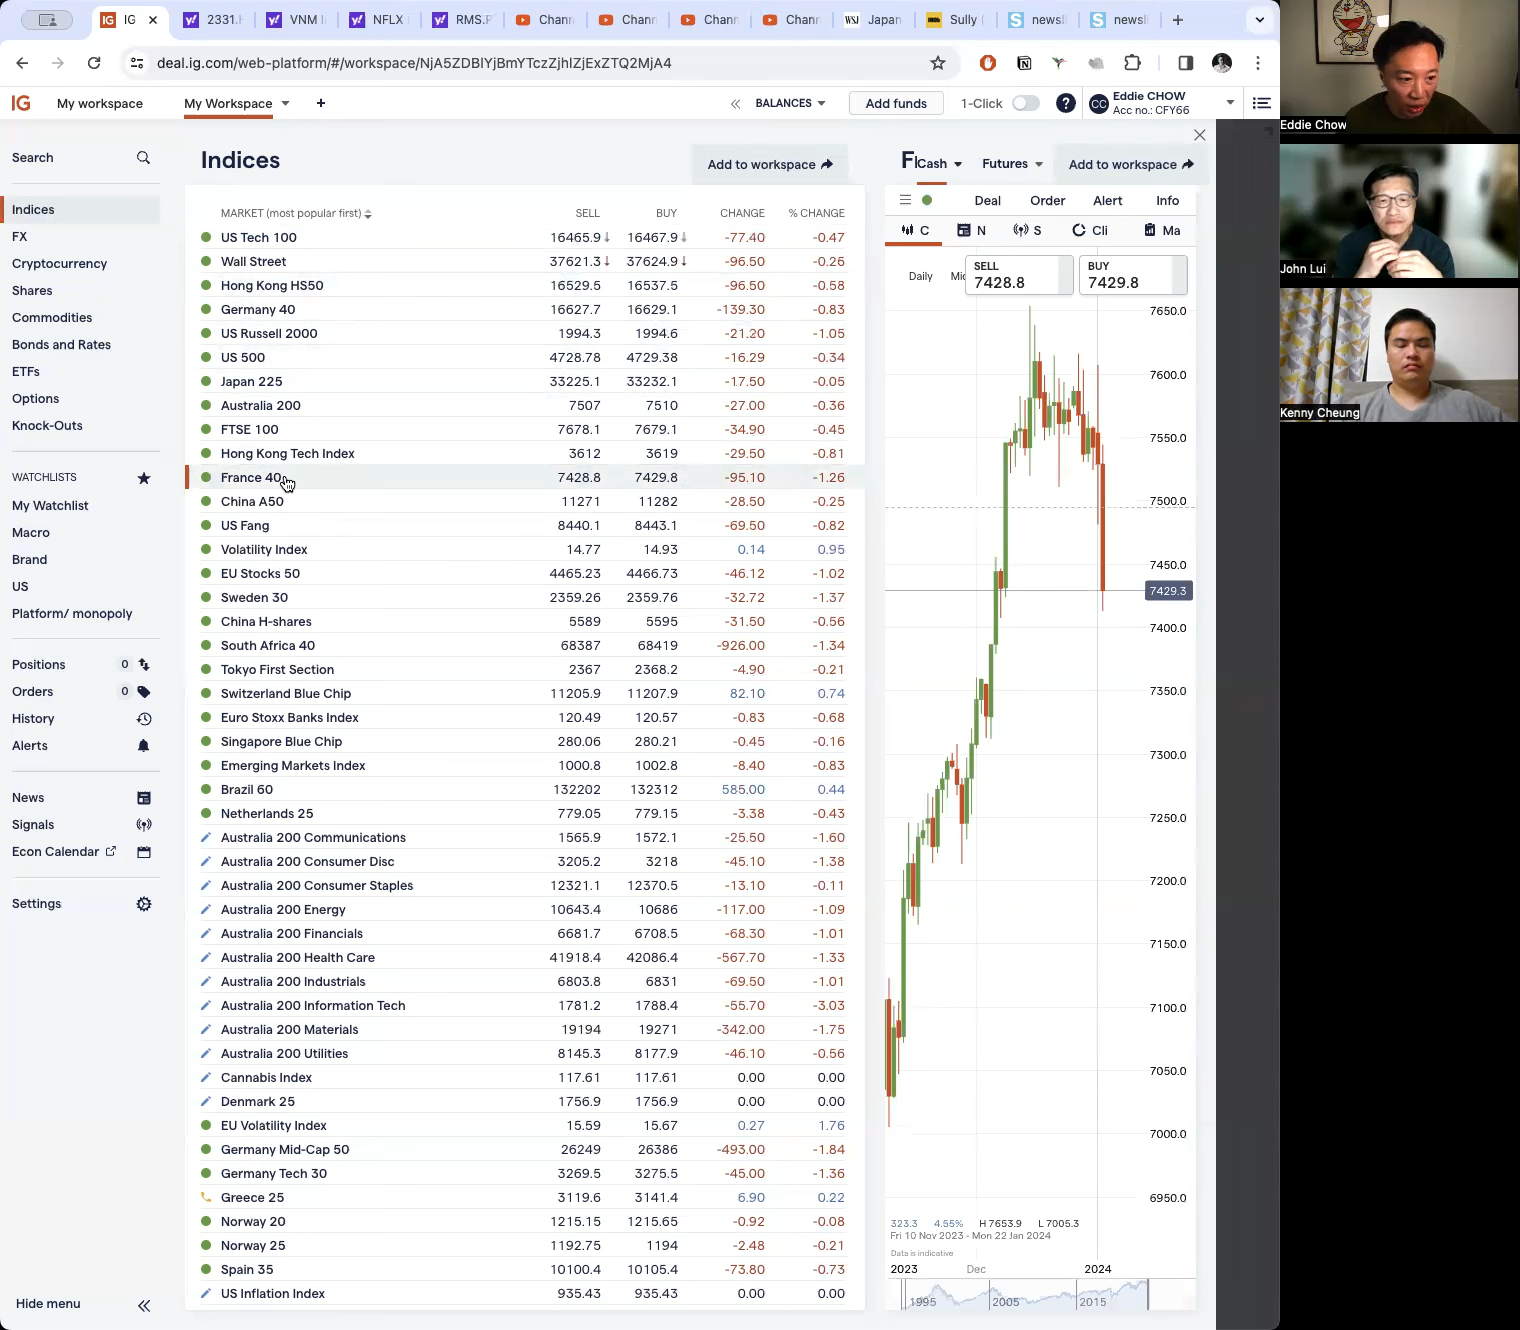 IG
2331.H
VNM I
NFLX
RMS.P
Chann
Chann
Chann
Chann
WSJ
Japan
Sully (
newsl
newsl
deal.ig.com/web-platform/#/workspace/NjA5ZDBlYjBmYTczZjhlZjExZTQ2MjA4
IG
My workspace
My Workspace
BALANCES
Add funds
1-Click
?
CC
Eddie CHOW
Acc no.: CFY66
Search
Indices
FX
Cryptocurrency
Shares
Commodities
Bonds and Rates
ETFs
Options
Knock-Outs
WATCHLISTS
My Watchlist
Macro
Brand
US
Platform/ monopoly
Positions 0
Orders 0
History
Alerts
News
Signals
Econ Calendar
Settings
Hide menu
Indices
Add to workspace
MARKET (most popular first) SELL BUY CHANGE % CHANGE
US Tech 100 16465.9 16467.9 -77.40 -0.47
Wall Street 37621.3 37624.9 -96.50 -0.26
Hong Kong HS50 16529.5 16537.5 -96.50 -0.58
Germany 40 16627.7 16629.1 -139.30 -0.83
US Russell 2000 1994.3 1994.6 -21.20 -1.05
US 500 4728.78 4729.38 -16.29 -0.34
Japan 225 33225.1 33232.1 -17.50 -0.05
Australia 200 7507 7510 -27.00 -0.36
FTSE 100 7678.1 7679.1 -34.90 -0.45
Hong Kong Tech Index 3612 3619 -29.50 -0.81
France 40 7428.8 7429.8 -95.10 -1.26
China A50 11271 11282 -28.50 -0.25
US Fang 8440.1 8443.1 -69.50 -0.82
Volatility Index 14.77 14.93 0.14 0.95
EU Stocks 50 4465.23 4466.73 -46.12 -1.02
Sweden 30 2359.26 2359.76 -32.72 -1.37
China H-shares 5589 5595 -31.50 -0.56
South Africa 40 68387 68419 -926.00 -1.34
Tokyo First Section 2367 2368.2 -4.90 -0.21
Switzerland Blue Chip 11205.9 11207.9 82.10 0.74
Euro Stoxx Banks Index 120.49 120.57 -0.83 -0.68
Singapore Blue Chip 280.06 280.21 -0.45 -0.16
Emerging Markets Index 1000.8 1002.8 -8.40 -0.83
Brazil 60 132202 132312 585.00 0.44
Netherlands 25 779.05 779.15 -3.38 -0.43
Australia 200 Communications 1565.9 1572.1 -25.50 -1.60
Australia 200 Consumer Disc 3205.2 3218 -45.10 -1.38
Australia 200 Consumer Staples 12321.1 12370.5 -13.10 -0.11
Australia 200 Energy 10643.4 10686 -117.00 -1.09
Australia 200 Financials 6681.7 6708.5 -68.30 -1.01
Australia 200 Health Care 41918.4 42086.4 -567.70 -1.33
Australia 200 Industrials 6803.8 6831 -69.50 -1.01
Australia 200 Information Tech 1781.2 1788.4 -55.70 -3.03
Australia 200 Materials 19194 19271 -342.00 -1.75
Australia 200 Utilities 8145.3 8177.9 -46.10 -0.56
Cannabis Index 117.61 117.61 0.00 0.00
Denmark 25 1756.9 1756.9 0.00 0.00
EU Volatility Index 15.59 15.67 0.27 1.76
Germany Mid-Cap 50 26249 26386 -493.00 -1.84
Germany Tech 30 3269.5 3275.5 -45.00 -1.36
Greece 25 3119.6 3141.4 6.90 0.22
Norway 20 1215.15 1215.65 -0.92 -0.08
Norway 25 1192.75 1194 -2.48 -0.21
Spain 35 10100.4 10105.4 -73.80 -0.73
US Inflation Index 935.43 935.43 0.00 0.00
Cash
Futures
Add to workspace
Deal Order Alert Info
C N S Cli Ma
Daily Mid
SELL
7428.8
BUY
7429.8
7650.0
7600.0
7550.0
7500.0
7450.0
7429.3
7400.0
7350.0
7300.0
7250.0
7200.0
7150.0
7100.0
7050.0
7000.0
6950.0
323.3 4.55% H 7653.9 L 7005.3
Fri 10 Nov 2023 - Mon 22 Jan 2024
Data is indicative
2023 Dec 2024
1995 2005 2015
Eddie Chow
John Lui
Kenny Cheung